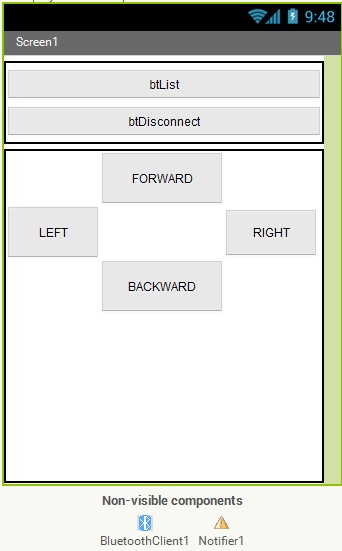 9:48
Screen1
btList
btDisconnect
FORWARD
LEFT
RIGHT
BACKWARD
Non-visible components
BluetoothClient1 Notifier1